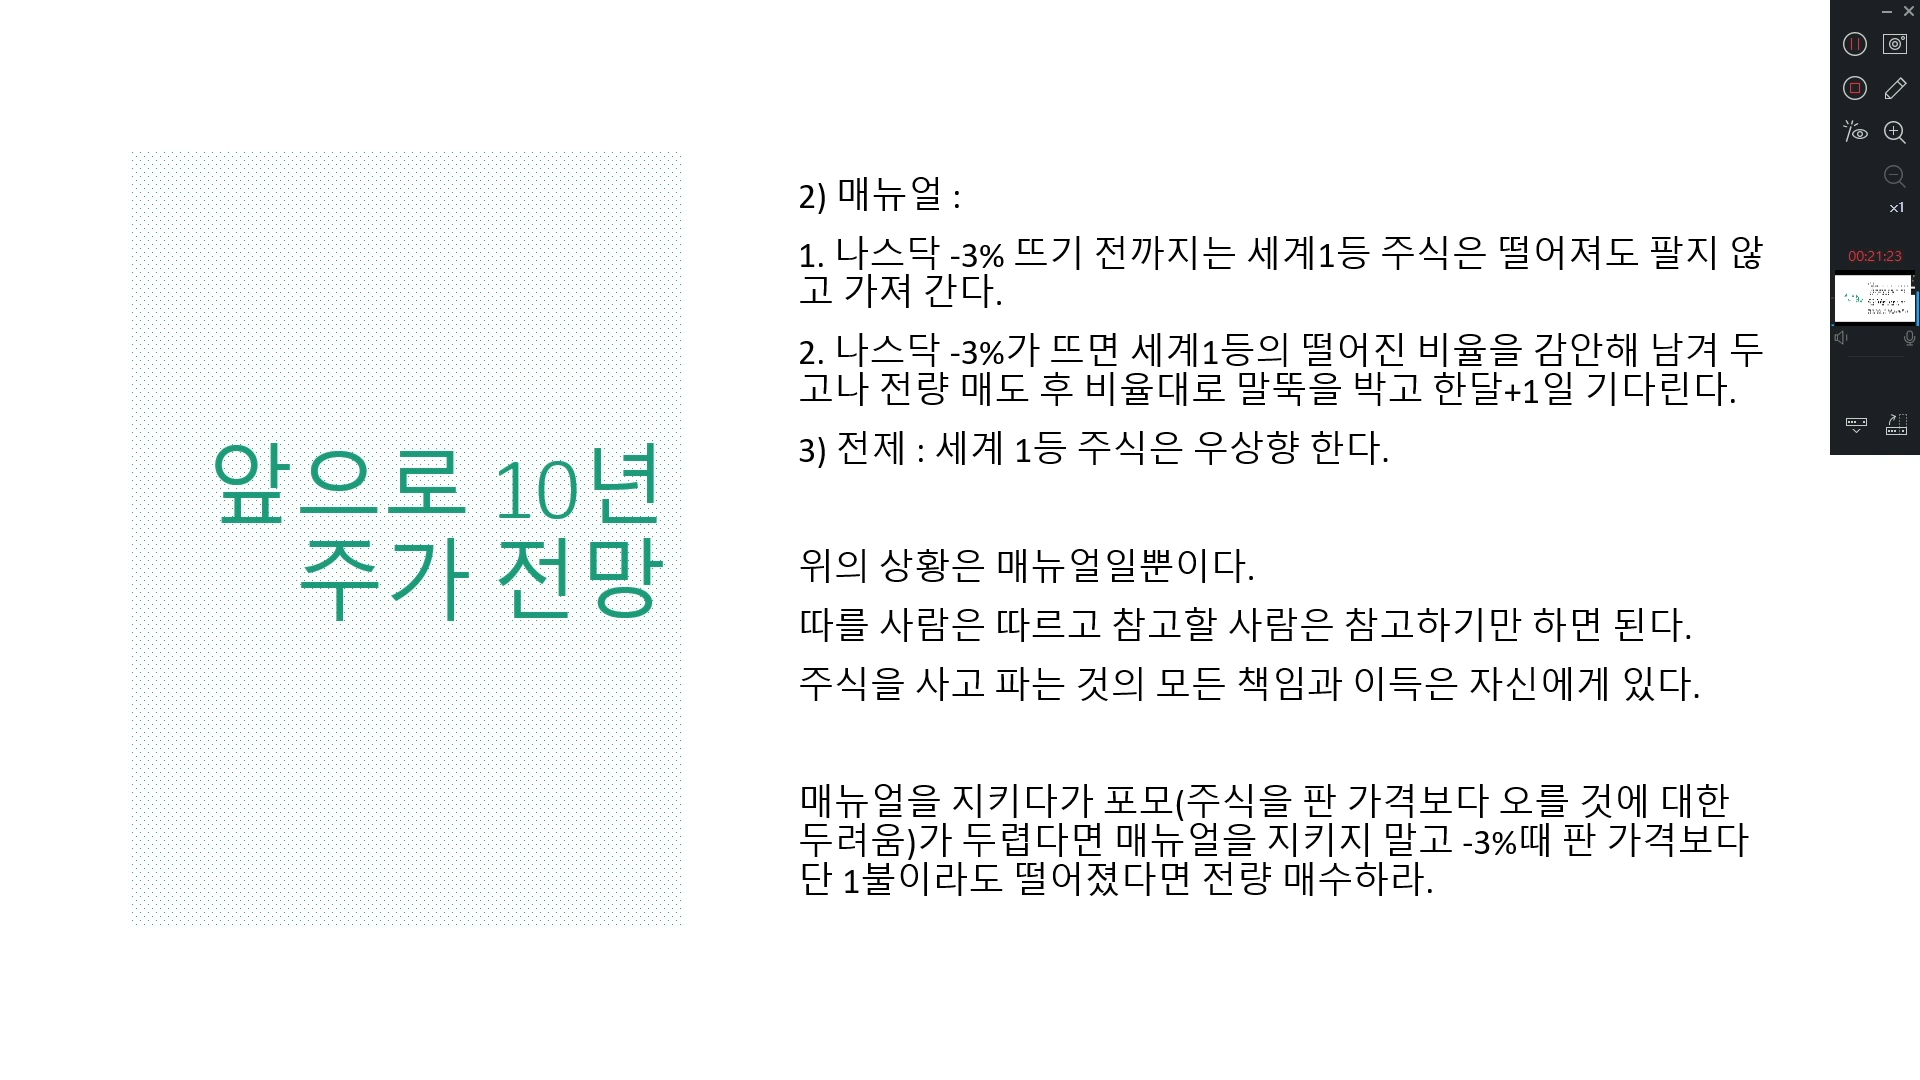 앞으로 10년
주가 전망
2) 매뉴얼 :
1. 나스닥 -3% 뜨기 전까지는 세계1등 주식은 떨어져도 팔지 않
고 가져 간다.
2. 나스닥 -3%가 뜨면 세계1등의 떨어진 비율을 감안해 남겨 두
고나 전량 매도 후 비율대로 말뚝을 박고 한달+1일 기다린다.
3) 전제 : 세계 1등 주식은 우상향 한다.
위의 상황은 매뉴얼일뿐이다.
따를 사람은 따르고 참고할 사람은 참고하기만 하면 된다.
주식을 사고 파는 것의 모든 책임과 이득은 자신에게 있다.
매뉴얼을 지키다가 포모(주식을 판 가격보다 오를 것에 대한
두려움)가 두렵다면 매뉴얼을 지키지 말고 -3%때 판 가격보다
단 1불이라도 떨어졌다면 전량 매수하라.
x1
00:21:23